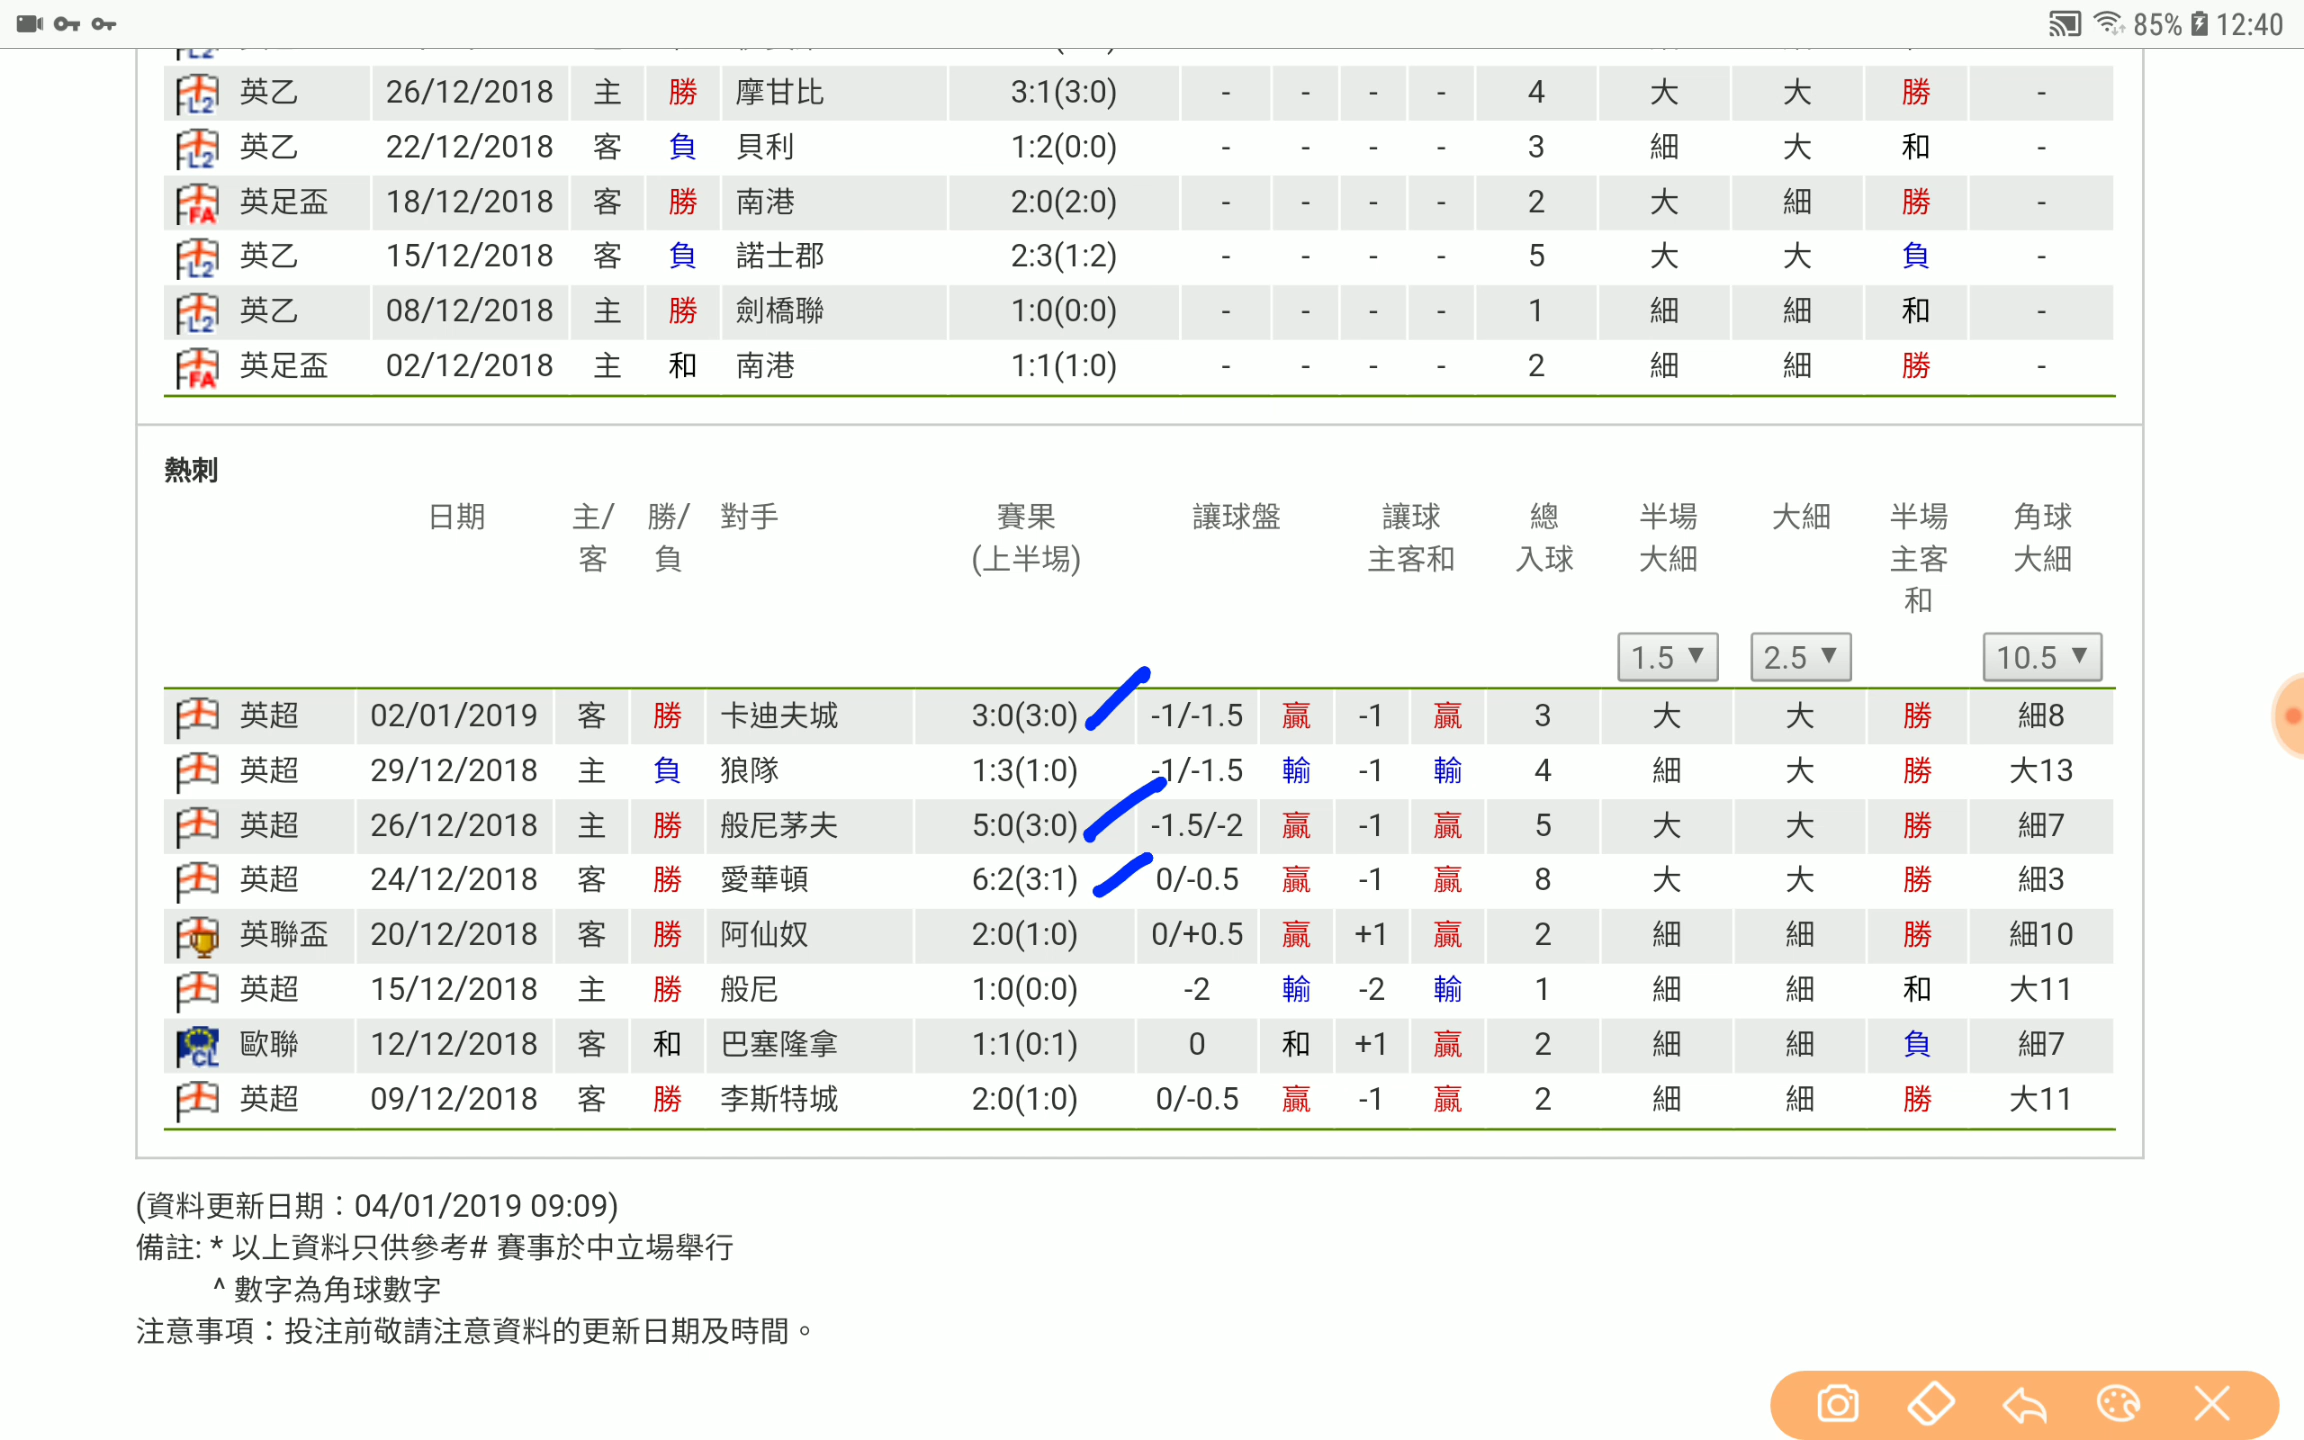 85% 12:40
L2 英乙 26/12/2018 主 勝 摩甘比 3:1(3:0) - - - - 4 大 大 勝 -
L2 英乙 22/12/2018 客 負 貝利 1:2(0:0) - - - - 3 細 大 和 -
FA 英足盃 18/12/2018 客 勝 南港 2:0(2:0) - - - - 2 大 細 勝 -
L2 英乙 15/12/2018 客 負 諾士郡 2:3(1:2) - - - - 5 大 大 負 -
L2 英乙 08/12/2018 主 勝 劍橋聯 1:0(0:0) - - - - 1 細 細 和 -
FA 英足盃 02/12/2018 主 和 南港 1:1(1:0) - - - - 2 細 細 勝 -
熱刺
日期 主/ 勝/ 對手 賽果 讓球盤 讓球 總 半場 大細 半場 角球
客 負 (上半場) 主客和 入球 大細 主客 大細
和
1.5 ▼ 2.5 ▼ 10.5 ▼
英超 02/01/2019 客 勝 卡迪夫城 3:0(3:0) -1/-1.5 贏 -1 贏 3 大 大 勝 細8
英超 29/12/2018 主 負 狼隊 1:3(1:0) -1/-1.5 輸 -1 輸 4 細 大 勝 大13
英超 26/12/2018 主 勝 般尼茅夫 5:0(3:0) -1.5/-2 贏 -1 贏 5 大 大 勝 細7
英超 24/12/2018 客 勝 愛華頓 6:2(3:1) 0/-0.5 贏 -1 贏 8 大 大 勝 細3
英聯盃 20/12/2018 客 勝 阿仙奴 2:0(1:0) 0/+0.5 贏 +1 贏 2 細 細 勝 細10
英超 15/12/2018 主 勝 般尼 1:0(0:0) -2 輸 -2 輸 1 細 細 和 大11
CL 歐聯 12/12/2018 客 和 巴塞隆拿 1:1(0:1) 0 和 +1 贏 2 細 細 負 細7
英超 09/12/2018 客 勝 李斯特城 2:0(1:0) 0/-0.5 贏 -1 贏 2 細 細 勝 大11
(資料更新日期：04/01/2019 09:09)
備註: * 以上資料只供參考# 賽事於中立場舉行
^ 數字為角球數字
注意事項：投注前敬請注意資料的更新日期及時間。